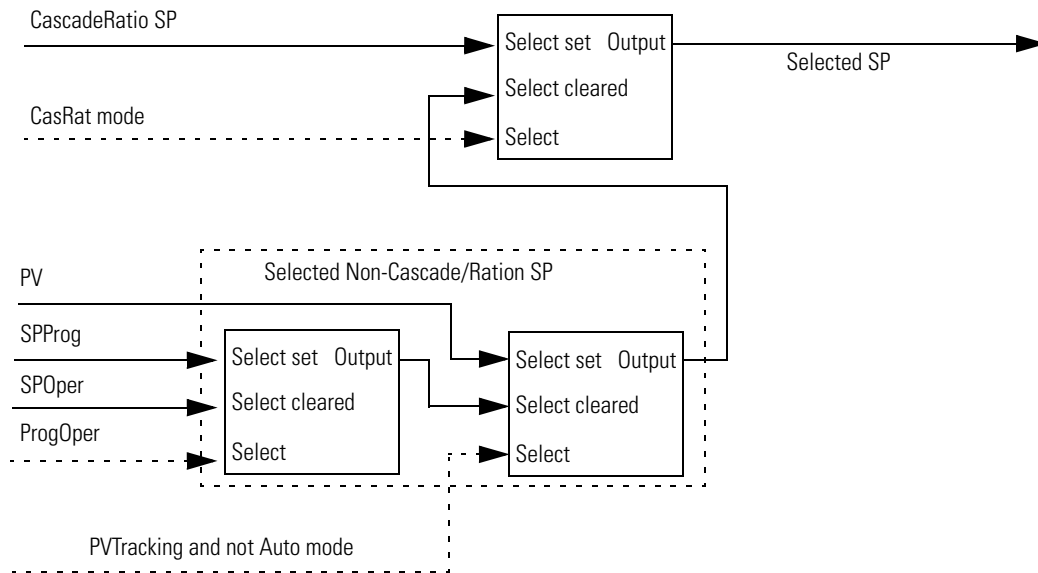 CascadeRatio SP
Select set Output
Selected SP
Select cleared
CasRat mode
Select
Selected Non-Cascade/Ration SP
PV
SPProg
Select set Output
Select set Output
SPOper
Select cleared
Select cleared
ProgOper
Select
Select
PVTracking and not Auto mode